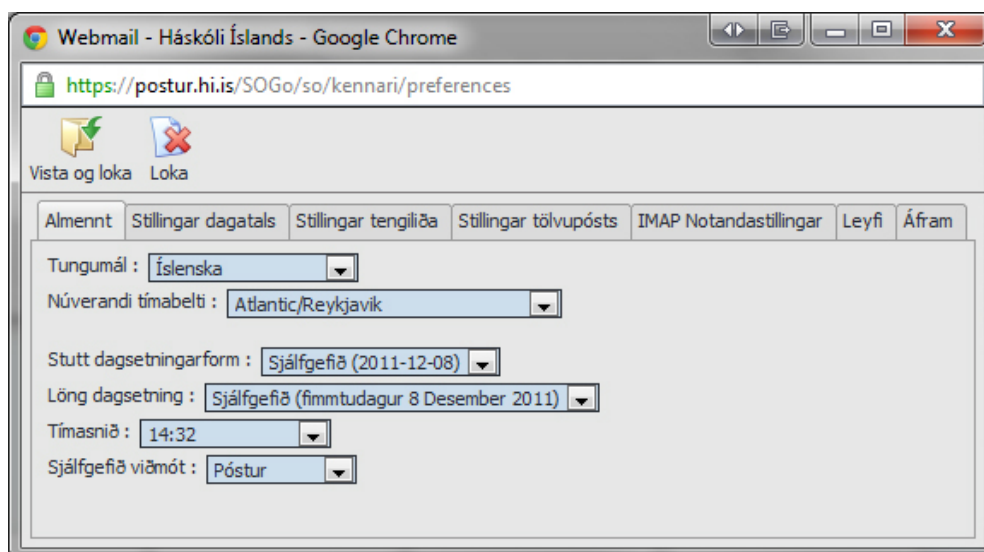 Webmail - Háskóli Íslands - Google Chrome
https://postur.hi.is/SOGo/so/kennari/preferences
Vista og loka Loka
Almennt Stillingar dagatals Stillingar tengiliða Stillingar tölvupósts IMAP Notandastillingar Leyfi Áfram
Tungumál : Íslenska
Núverandi tímabelti : Atlantic/Reykjavik
Stutt dagsetningarform : Sjálfgefið (2011-12-08)
Löng dagsetning : Sjálfgefið (fimmtudagur 8 Desember 2011)
Tímasnið : 14:32
Sjálfgefið viðmót : Póstur